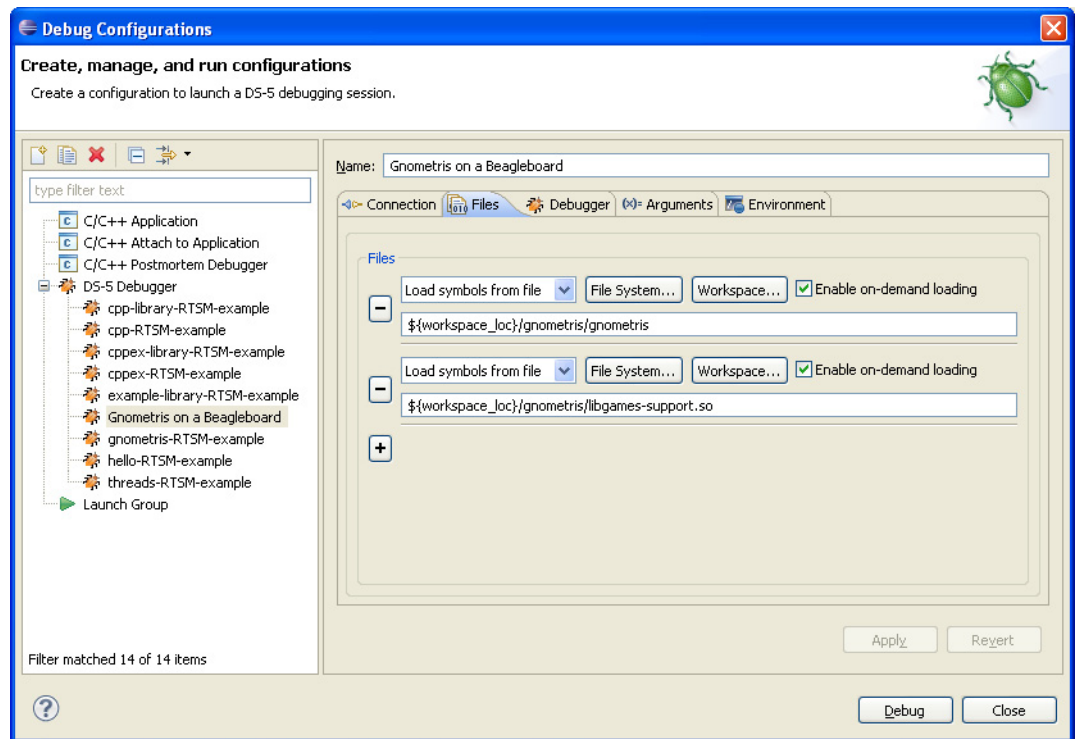 Debug Configurations
Create, manage, and run configurations
Create a configuration to launch a DS-5 debugging session.
type filter text
C/C++ Application
C/C++ Attach to Application
C/C++ Postmortem Debugger
DS-5 Debugger
cpp-library-RTSM-example
cpp-RTSM-example
cppex-library-RTSM-example
cppex-RTSM-example
example-library-RTSM-example
Gnometris on a Beagleboard
gnometris-RTSM-example
hello-RTSM-example
threads-RTSM-example
Launch Group
Filter matched 14 of 14 items
Name: Gnometris on a Beagleboard
Connection Files Debugger (x)= Arguments Environment
Files
Load symbols from file File System... Workspace... Enable on-demand loading
${workspace_loc}/gnometris/gnometris
Load symbols from file File System... Workspace... Enable on-demand loading
${workspace_loc}/gnometris/libgames-support.so
Apply Revert
? Debug Close